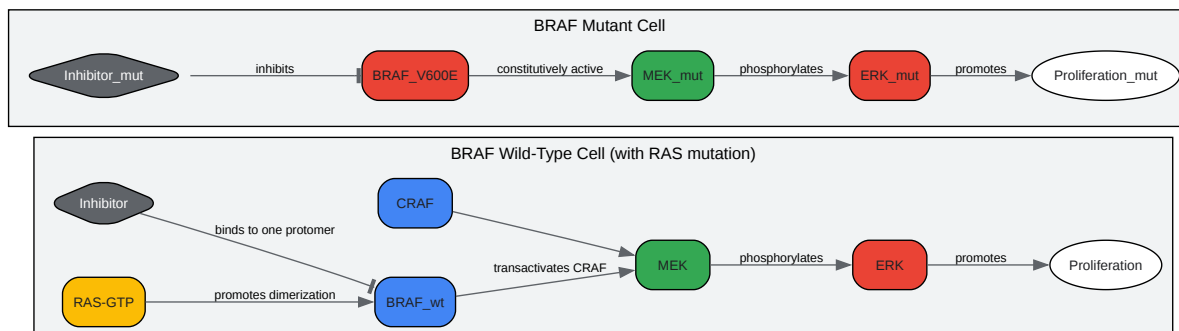 BRAF Mutant Cell
Inhibitor_mut
inhibits
BRAF_V600E
constitutively active
MEK_mut
phosphorylates
ERK_mut
promotes
Proliferation_mut
BRAF Wild-Type Cell (with RAS mutation)
Inhibitor
binds to one protomer
CRAF
RAS-GTP
promotes dimerization
BRAF_wt
transactivates CRAF
MEK
phosphorylates
ERK
promotes
Proliferation